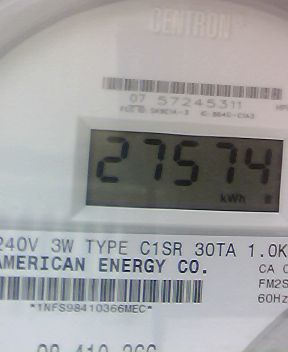 CENTRON
07 57245311
27574
kWh
240V 3W TYPE C1SR 30TA 1.0K
AMERICAN ENERGY CO.
CA
FM2S
60Hz
*1NFS98410366MEC*